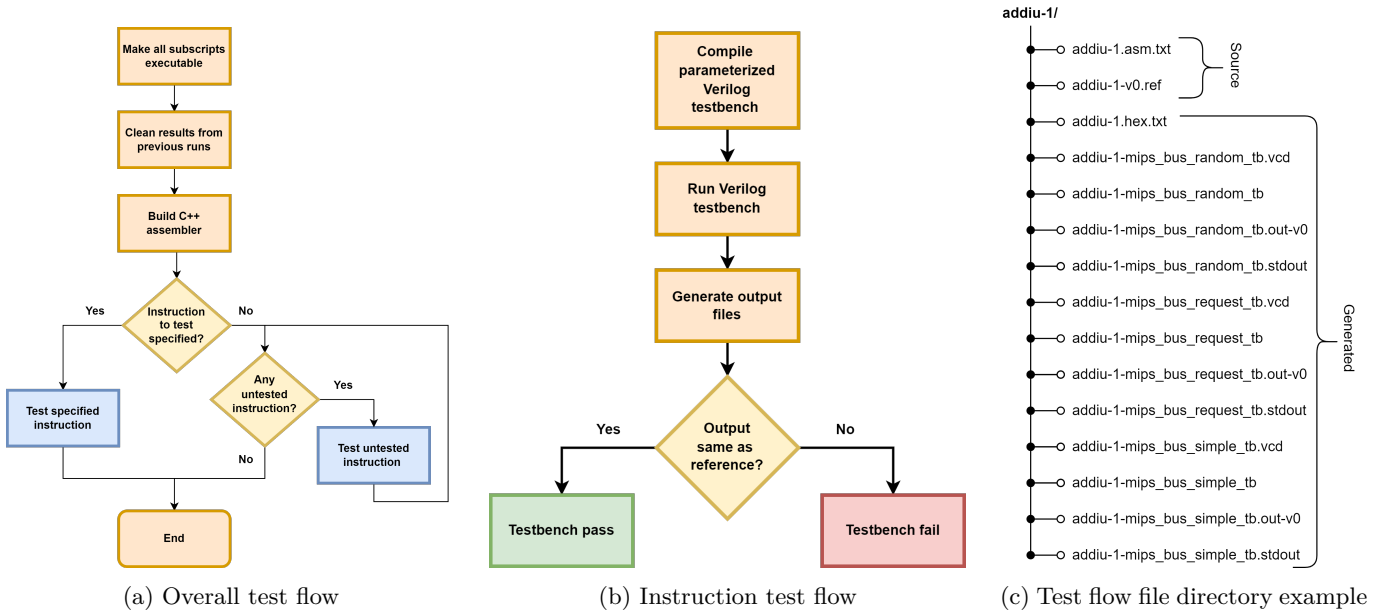 Make all subscripts
executable
Clean results from
previous runs
Build C++
assembler
Instruction
to test
specified?
Yes
No
Test specified
instruction
Any
untested
instruction?
Yes
No
Test untested
instruction
End
(a) Overall test flow
Compile
parameterized
Verilog
testbench
Run Verilog
testbench
Generate output
files
Output
same as
reference?
Yes
No
Testbench pass
Testbench fail
(b) Instruction test flow
addiu-1/
addiu-1.asm.txt
addiu-1-v0.ref
Source
addiu-1.hex.txt
addiu-1-mips_bus_random_tb.vcd
addiu-1-mips_bus_random_tb
addiu-1-mips_bus_random_tb.out-v0
addiu-1-mips_bus_random_tb.stdout
addiu-1-mips_bus_request_tb.vcd
addiu-1-mips_bus_request_tb
addiu-1-mips_bus_request_tb.out-v0
addiu-1-mips_bus_request_tb.stdout
addiu-1-mips_bus_simple_tb.vcd
addiu-1-mips_bus_simple_tb
addiu-1-mips_bus_simple_tb.out-v0
addiu-1-mips_bus_simple_tb.stdout
Generated
(c) Test flow file directory example